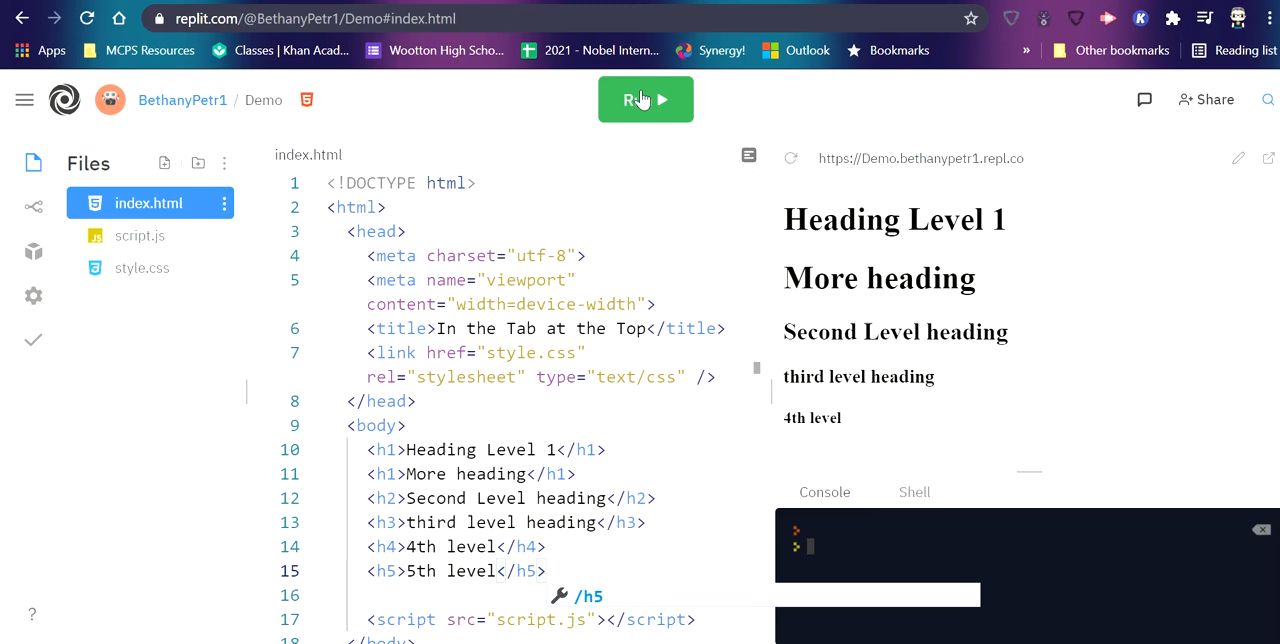 replit.com/@BethanyPetr1/Demo#index.html
Apps MCPS Resources Classes | Khan Acad... Wootton High Scho... 2021 - Nobel Intern... Synergy! Outlook Bookmarks » Other bookmarks Reading list
BethanyPetr1 / Demo
Share
Files
index.html
script.js
style.css
?
index.html
1 <!DOCTYPE html>
2 <html>
3 <head>
4 <meta charset="utf-8">
5 <meta name="viewport"
content="width=device-width">
6 <title>In the Tab at the Top</title>
7 <link href="style.css"
rel="stylesheet" type="text/css" />
8 </head>
9 <body>
10 <h1>Heading Level 1</h1>
11 <h1>More heading</h1>
12 <h2>Second Level heading</h2>
13 <h3>third level heading</h3>
14 <h4>4th level</h4>
15 <h5>5th level</h5>
16
/h5
17 <script src="script.js"></script>
18 </body>
https://Demo.bethanypetr1.repl.co
Heading Level 1
More heading
Second Level heading
third level heading
4th level
Console Shell